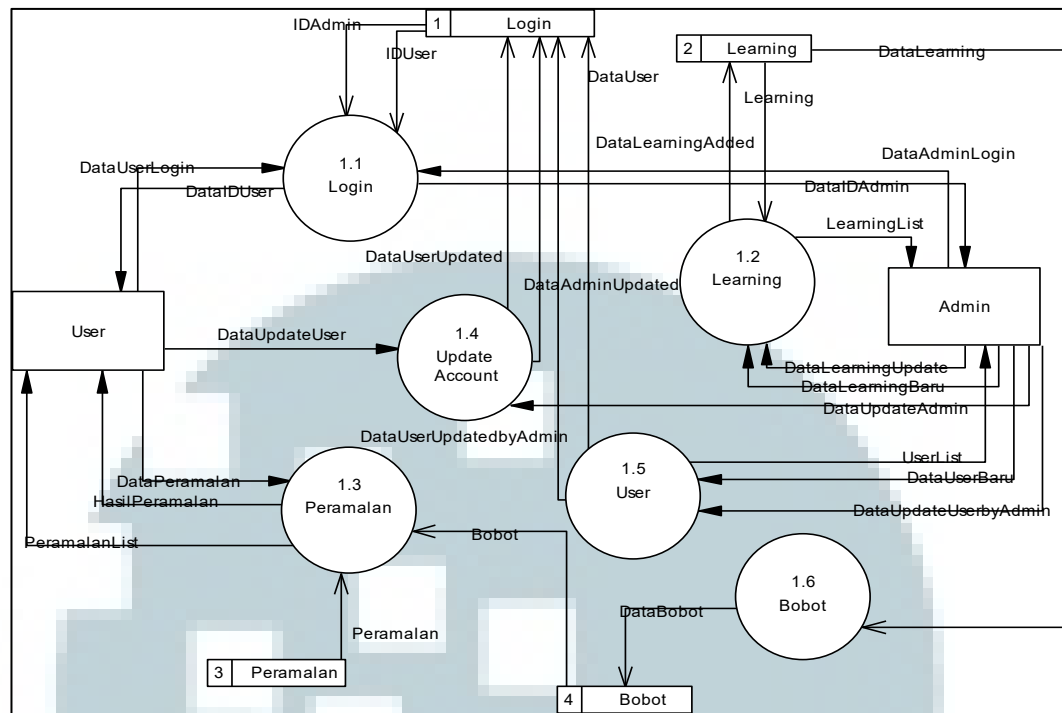 IDAdmin
1 Login
IDUser
2 Learning
DataLearning
DataUser
Learning
DataLearningAdded
DataAdminLogin
1.1
Login
DataUserLogin
DataIDUser
DataIDAdmin
LearningList
1.2
Learning
DataUserUpdated
DataAdminUpdated
Admin
User
DataUpdateUser
1.4
Update
Account
DataLearningUpdate
DataLearningBaru
DataUpdateAdmin
DataUserUpdatedbyAdmin
UserList
1.5
User
DataUserBaru
DataPeramalan
1.3
Peramalan
HasilPeramalan
DataUpdateUserbyAdmin
PeramalanList
Bobot
1.6
Bobot
DataBobot
Peramalan
3 Peramalan
4 Bobot